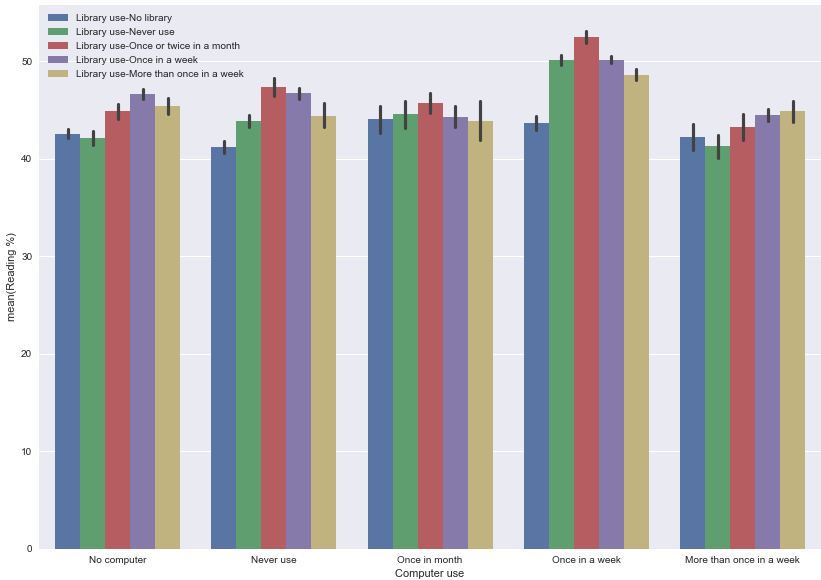 Library use-No library
Library use-Never use
Library use-Once or twice in a month
Library use-Once in a week
Library use-More than once in a week
50
40
30
20
10
0
mean(Reading %)
No computer
Never use
Once in month
Once in a week
More than once in a week
Computer use